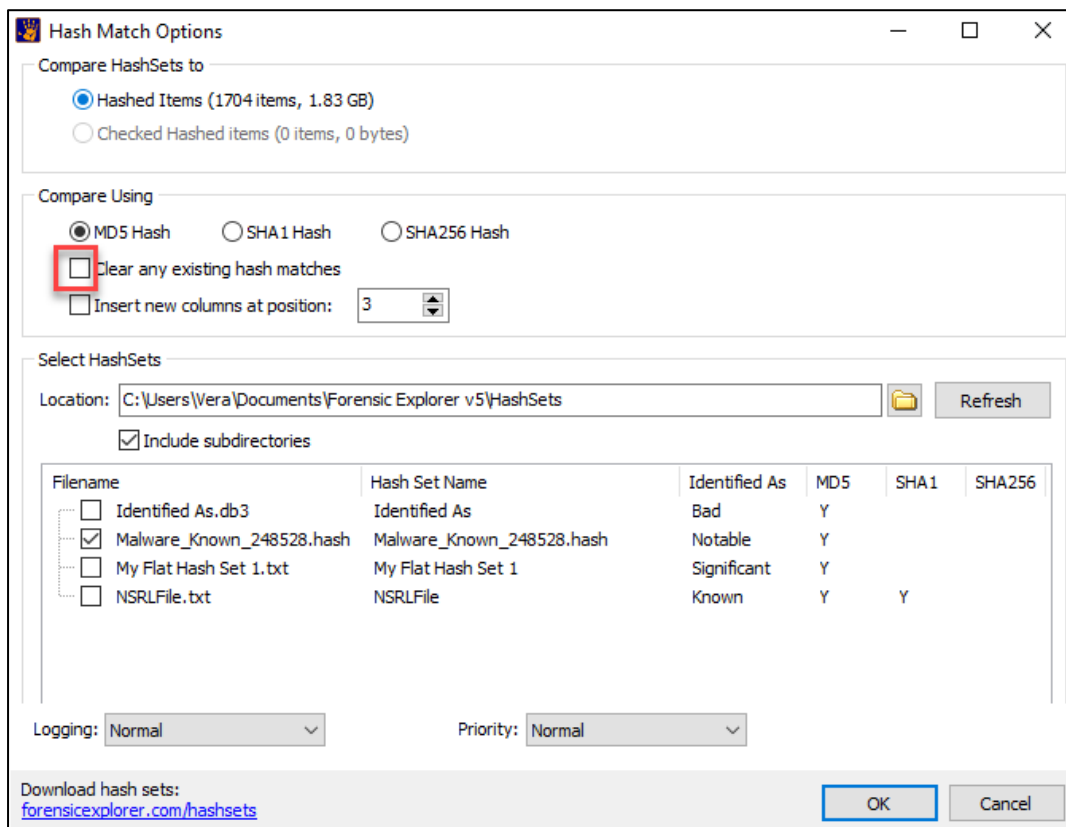 Hash Match Options
Compare HashSets to
Hashed Items (1704 items, 1.83 GB)
Checked Hashed items (0 items, 0 bytes)
Compare Using
MD5 Hash SHA1 Hash SHA256 Hash
Clear any existing hash matches
Insert new columns at position: 3
Select HashSets
Location: C:\Users\Vera\Documents\Forensic Explorer v5\HashSets Refresh
Include subdirectories
Filename Hash Set Name Identified As MD5 SHA1 SHA256
Identified As.db3 Identified As Bad Y
Malware_Known_248528.hash Malware_Known_248528.hash Notable Y
My Flat Hash Set 1.txt My Flat Hash Set 1 Significant Y
NSRLFile.txt NSRLFile Known Y Y
Logging: Normal Priority: Normal
Download hash sets:
forensicexplorer.com/hashsets OK Cancel